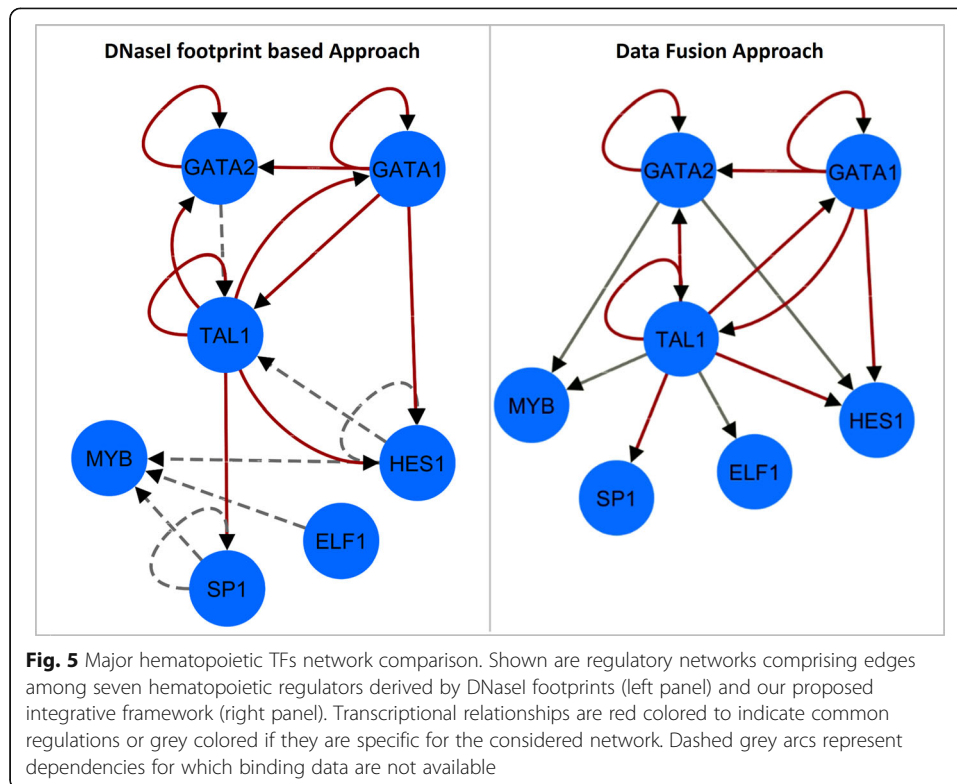 DNaseI footprint based Approach
Data Fusion Approach
GATA2
GATA1
TAL1
MYB
HES1
ELF1
SP1
GATA2
GATA1
TAL1
MYB
HES1
ELF1
SP1
Fig. 5 Major hematopoietic TFs network comparison. Shown are regulatory networks comprising edges
among seven hematopoietic regulators derived by DNaseI footprints (left panel) and our proposed
integrative framework (right panel). Transcriptional relationships are red colored to indicate common
regulations or grey colored if they are specific for the considered network. Dashed grey arcs represent
dependencies for which binding data are not available